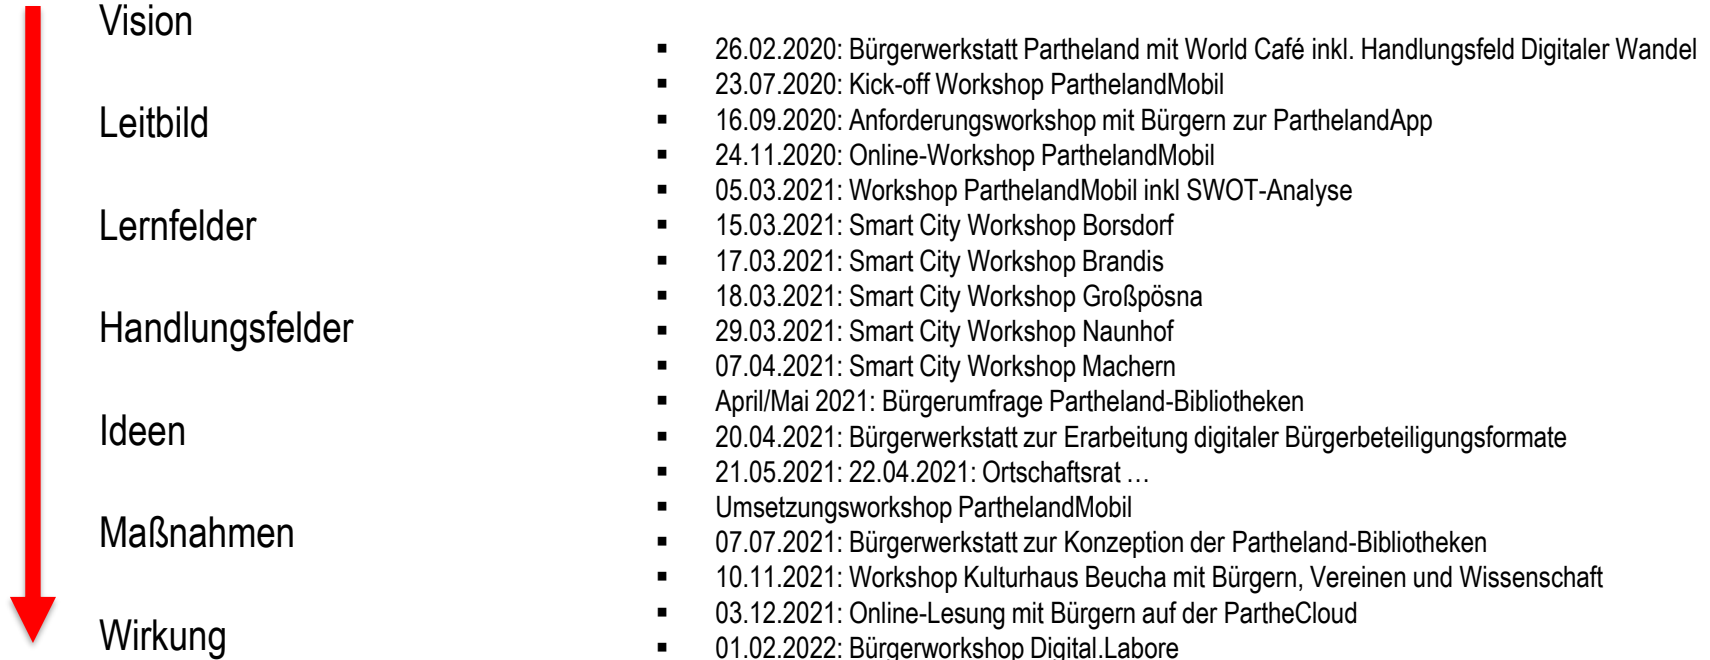 Vision
Leitbild
Lernfelder
Handlungsfelder
Ideen
Maßnahmen
Wirkung
▪ 26.02.2020: Bürgerwerkstatt Partheland mit World Café inkl. Handlungsfeld Digitaler Wandel
▪ 23.07.2020: Kick-off Workshop ParthelandMobil
▪ 16.09.2020: Anforderungsworkshop mit Bürgern zur ParthelandApp
▪ 24.11.2020: Online-Workshop ParthelandMobil
▪ 05.03.2021: Workshop ParthelandMobil inkl SWOT-Analyse
▪ 15.03.2021: Smart City Workshop Borsdorf
▪ 17.03.2021: Smart City Workshop Brandis
▪ 18.03.2021: Smart City Workshop Großpösna
▪ 29.03.2021: Smart City Workshop Naunhof
▪ 07.04.2021: Smart City Workshop Machern
▪ April/Mai 2021: Bürgerumfrage Partheland-Bibliotheken
▪ 20.04.2021: Bürgerwerkstatt zur Erarbeitung digitaler Bürgerbeteiligungsformate
▪ 21.05.2021: 22.04.2021: Ortschaftsrat …
▪ Umsetzungsworkshop ParthelandMobil
▪ 07.07.2021: Bürgerwerkstatt zur Konzeption der Partheland-Bibliotheken
▪ 10.11.2021: Workshop Kulturhaus Beucha mit Bürgern, Vereinen und Wissenschaft
▪ 03.12.2021: Online-Lesung mit Bürgern auf der PartheCloud
▪ 01.02.2022: Bürgerworkshop Digital.Labore